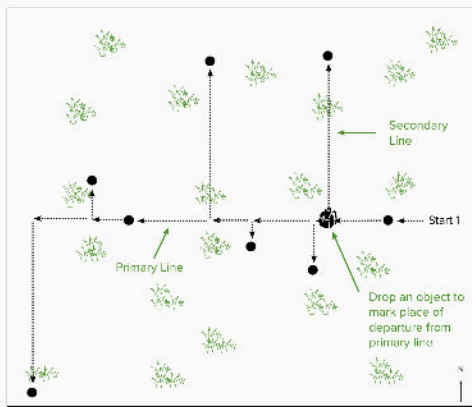 Secondary
Line
Start 1
Primary Line
Drop an object to
mark place of
departure from
primary line